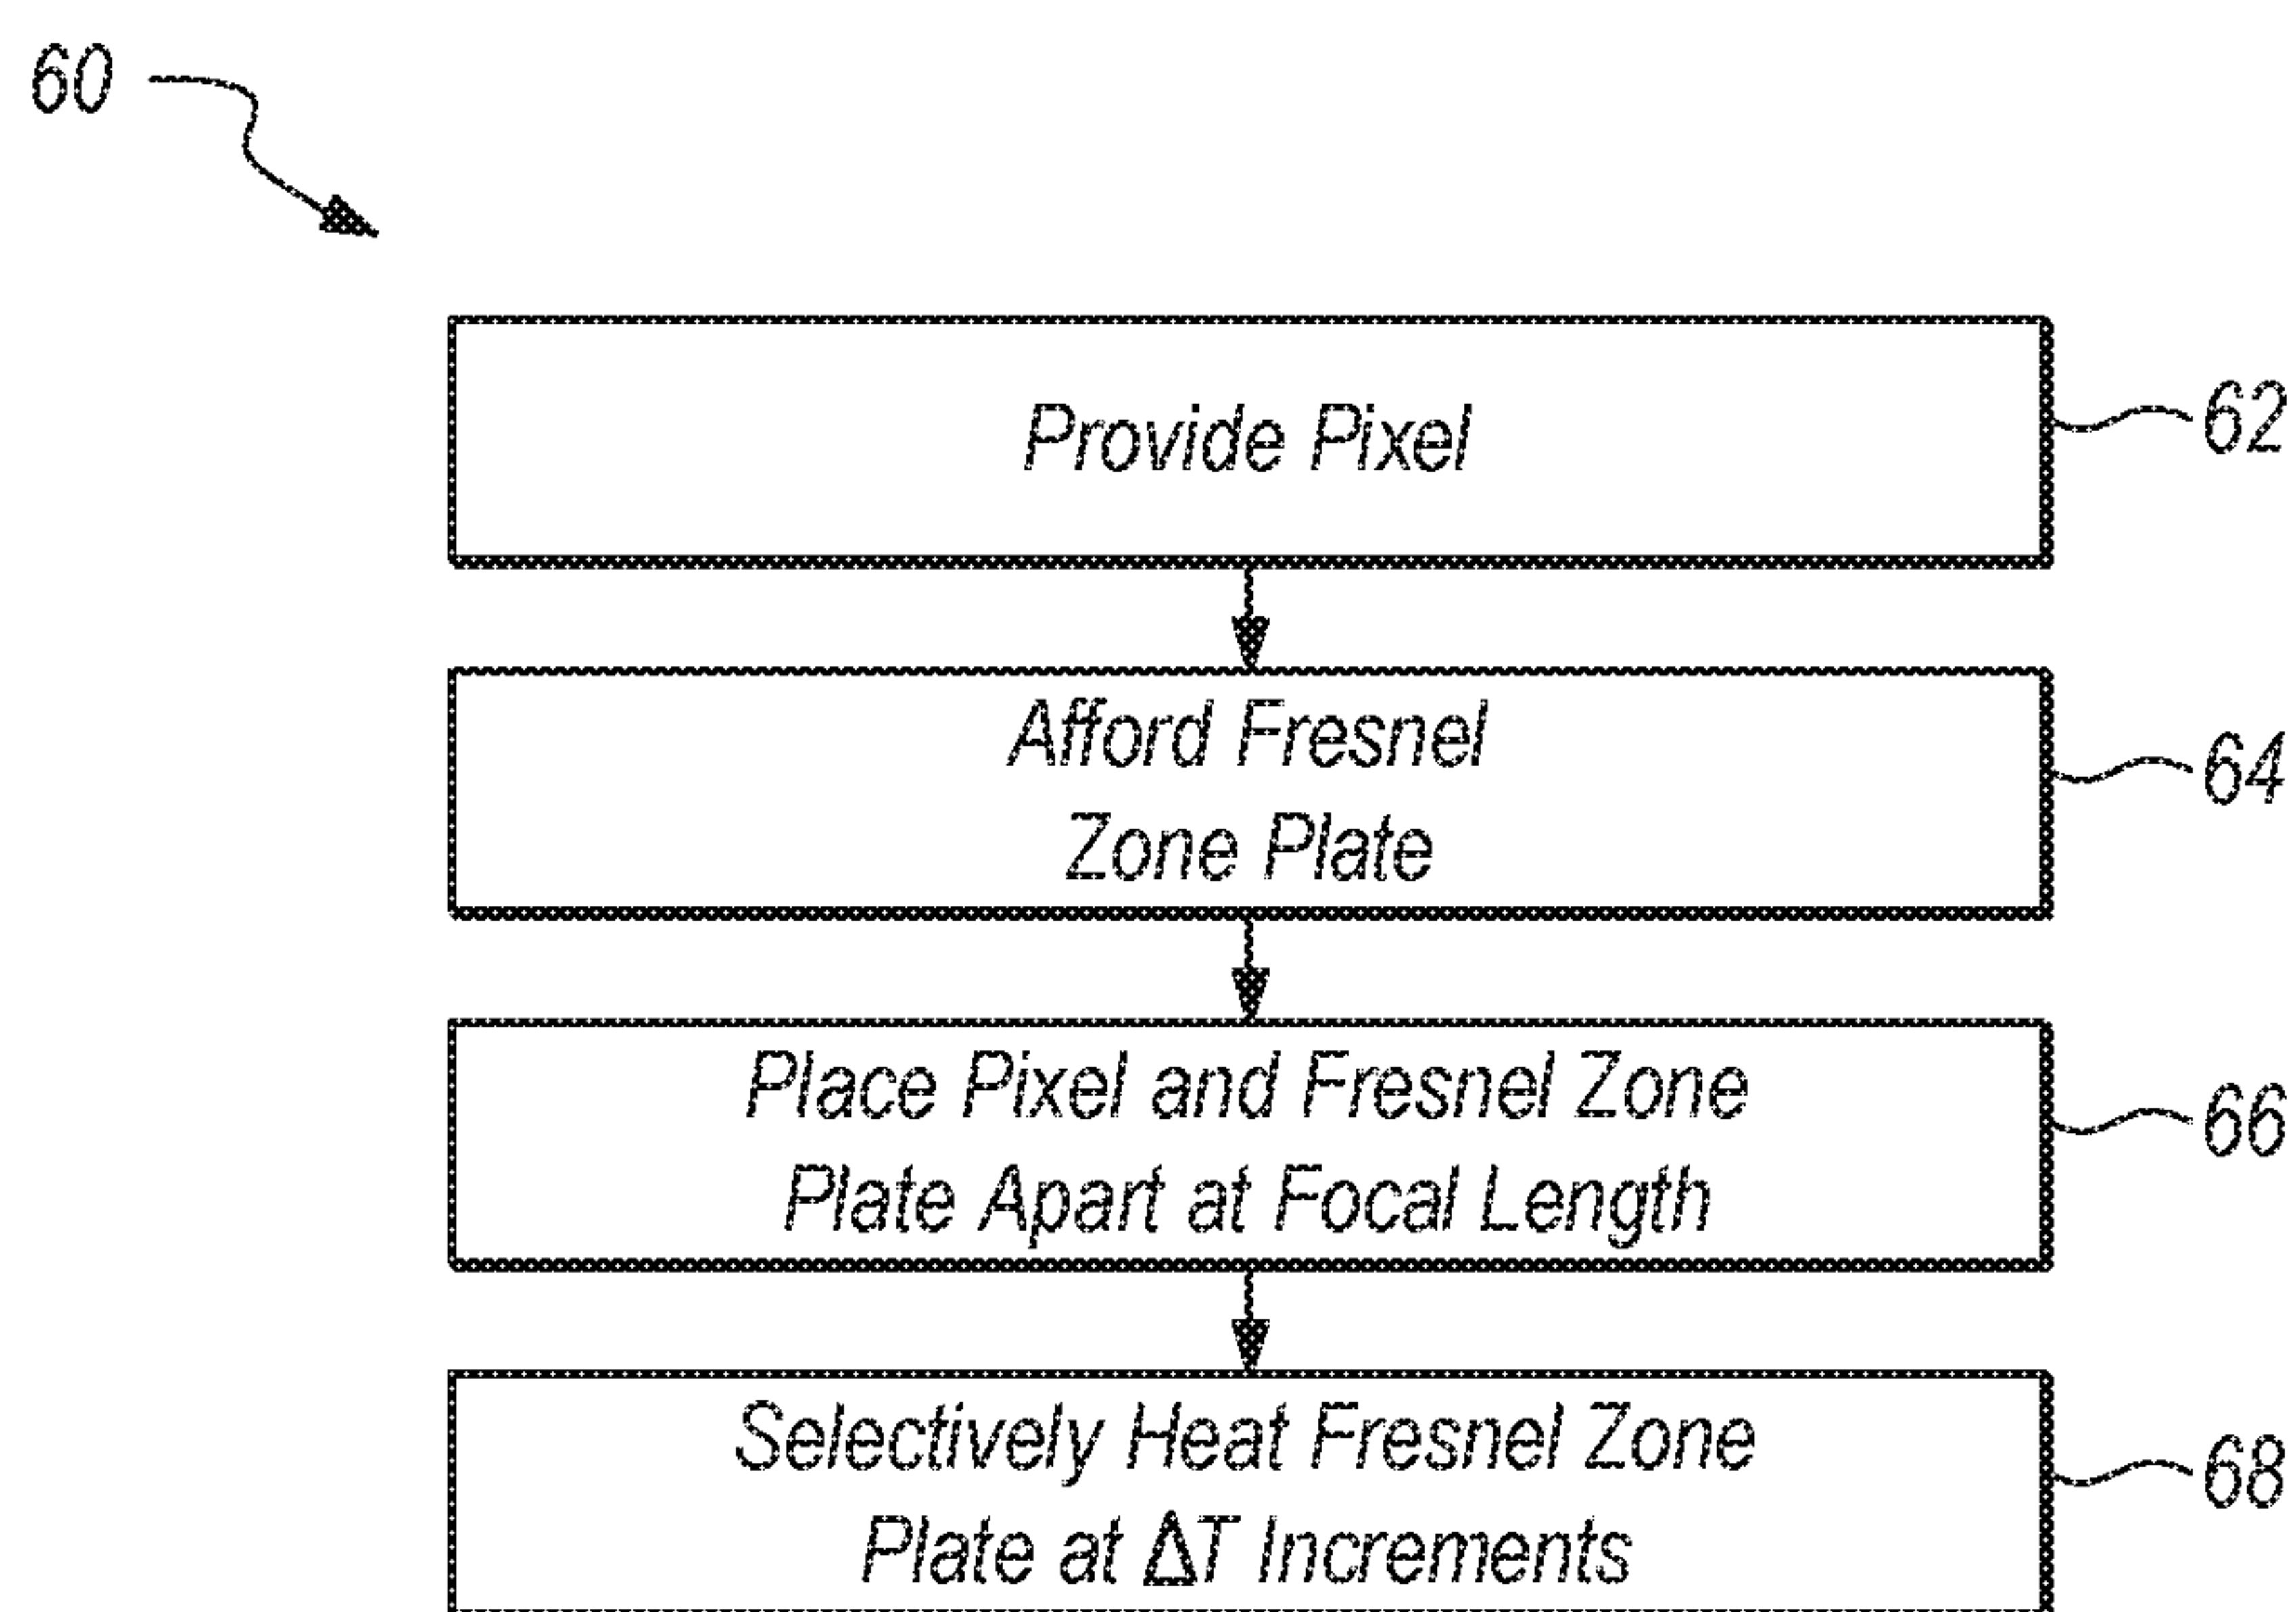 60
Provide Pixel
62
Afford Fresnel
Zone Plate
64
Place Pixel and Fresnel Zone
Plate Apart at Focal Length
66
Selectively Heat Fresnel Zone
Plate at ΔT Increments
68